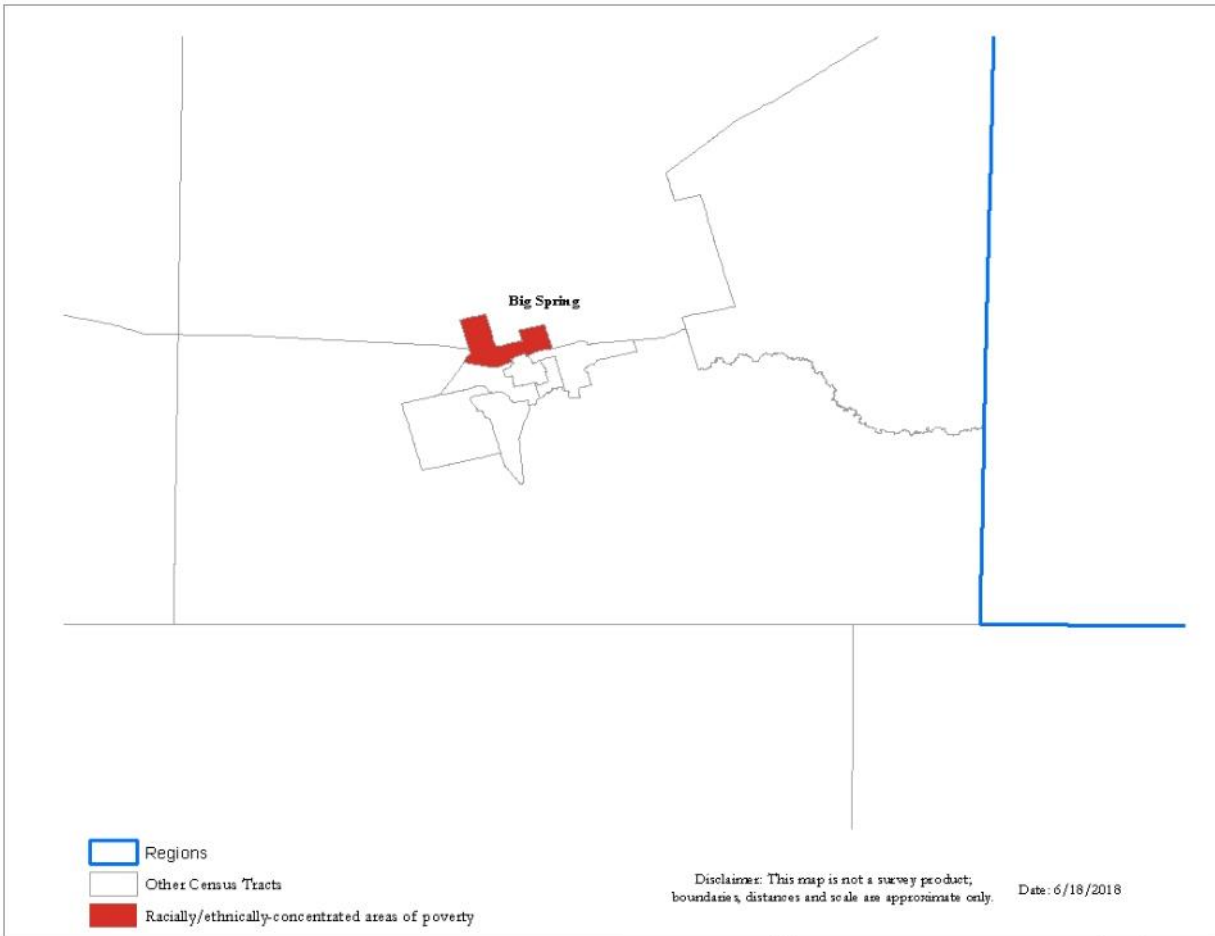 Big Spring
Regions
Other Census Tracts
Racially/ethnically-concentrated areas of poverty
Disclaimer: This map is not a survey product;
boundaries, distances and scale are approximate only.
Date: 6/18/2018